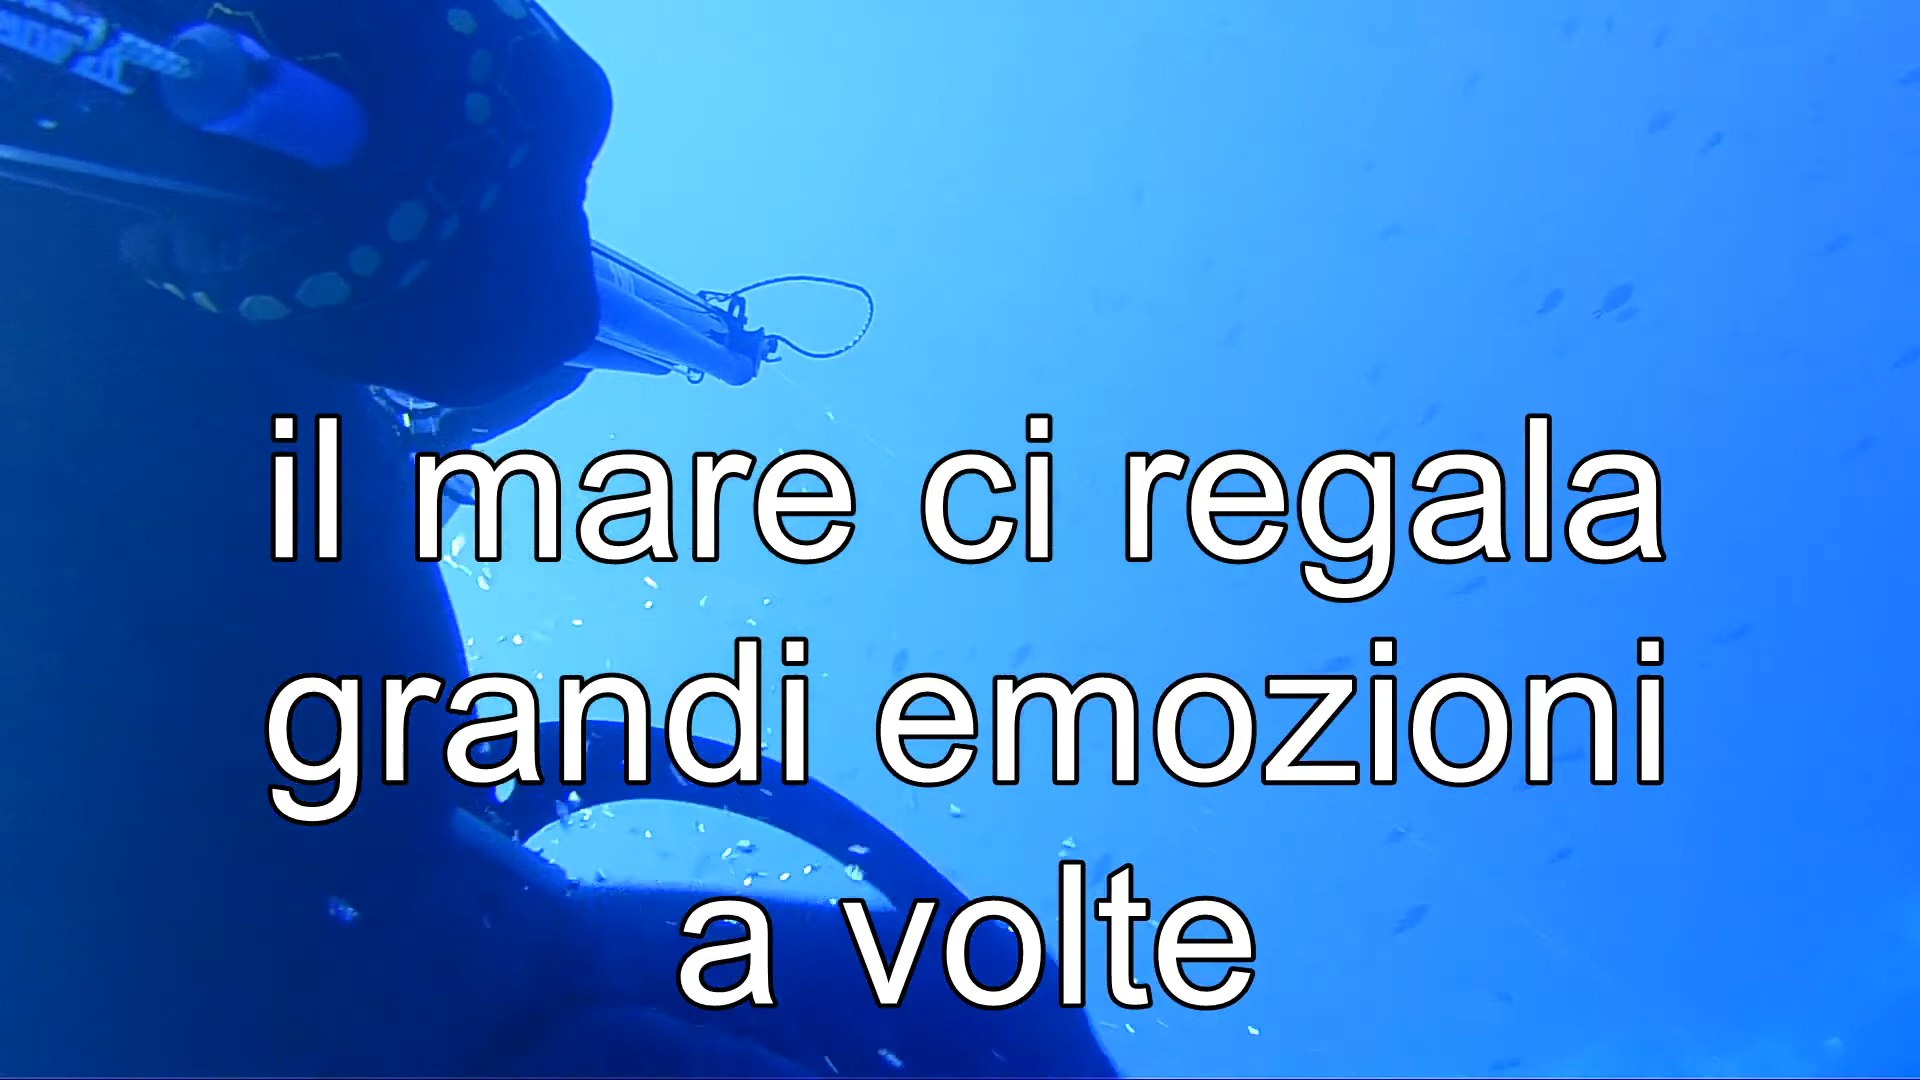 il mare ci regala
grandi emozioni
a volte